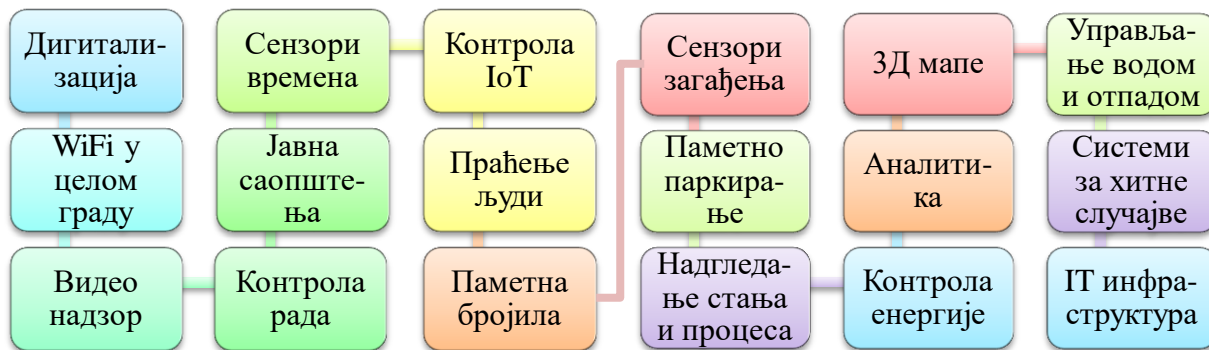 Дигитали-
зација
WiFi у
целом
граду
Видео
надзор
Контрола
рада
Јавна
саопште-
ња
Сензори
времена
Контрола
IoT
Праћење
људи
Паметна
бројила
Сензори
загађења
Паметно
паркира-
ње
Надгледа-
ње стања
и процеса
Контрола
енергије
Аналити-
ка
3Д мапе
Управља-
ње водом
и отпадом
Системи
за хитне
случајве
IT инфра-
структура